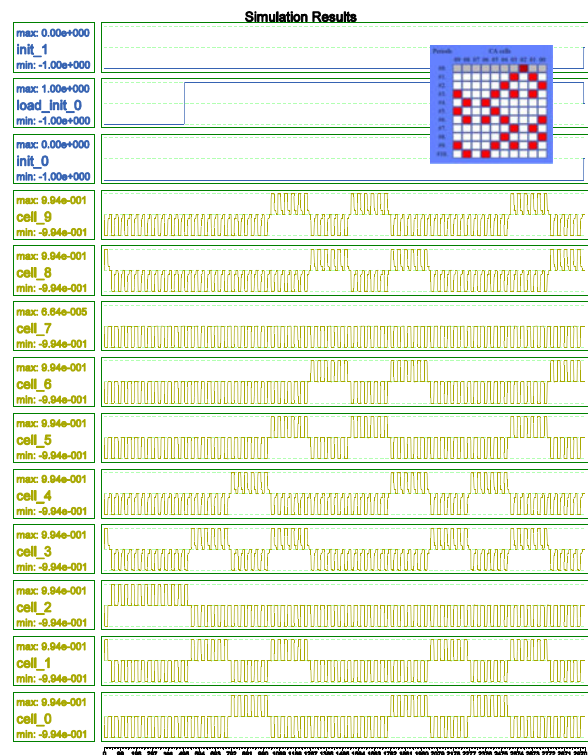 Simulation Results
max: 0.00e+000
init_1
min: -1.00e+000
max: 1.00e+000
load_init_0
min: -1.00e+000
max: 0.00e+000
init_0
min: -1.00e+000
max: 9.94e-001
cell_9
min: -9.94e-001
max: 9.94e-001
cell_8
min: -9.94e-001
max: 6.64e-005
cell_7
min: -9.94e-001
max: 9.94e-001
cell_6
min: -9.94e-001
max: 9.94e-001
cell_5
min: -9.94e-001
max: 9.94e-001
cell_4
min: -9.94e-001
max: 9.94e-001
cell_3
min: -9.94e-001
max: 9.94e-001
cell_2
min: -9.94e-001
max: 9.94e-001
cell_1
min: -9.94e-001
max: 9.94e-001
cell_0
min: -9.94e-001
Periods CA cells